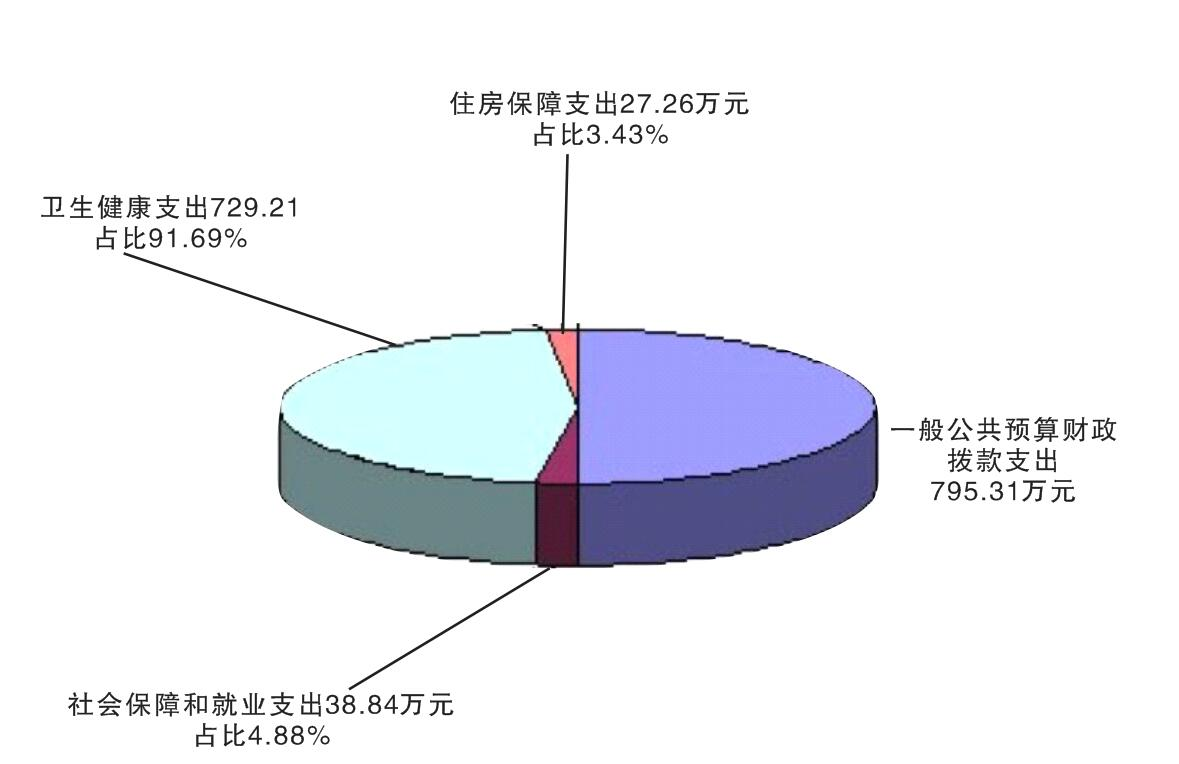 住房保障支出27.26万元
占比3.43%
卫生健康支出729.21
占比91.69%
一般公共预算财政
拨款支出
795.31万元
社会保障和就业支出38.84万元
占比4.88%